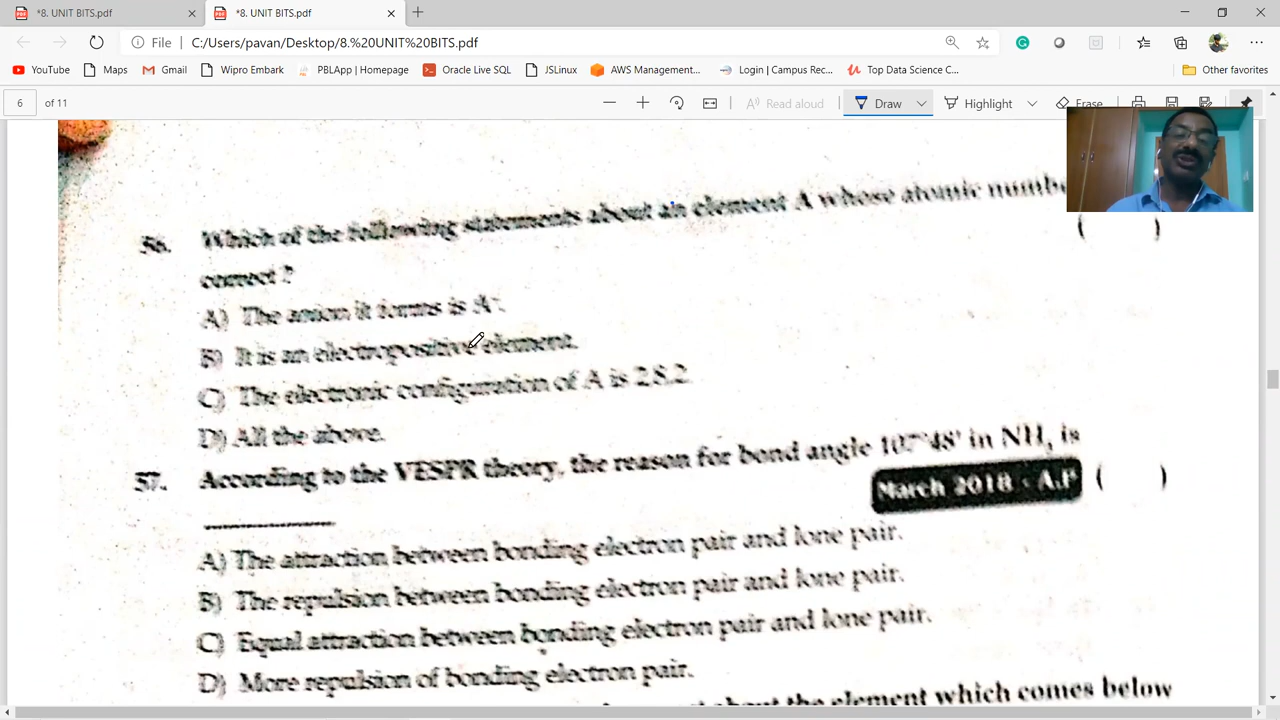 *8. UNIT BITS.pdf
*8. UNIT BITS.pdf
File C:/Users/pavan/Desktop/8.%20UNIT%20BITS.pdf
YouTube Maps Gmail Wipro Embark PBLApp | Homepage Oracle Live SQL JSLinux AWS Management... Login | Campus Rec... Top Data Science C... Other favorites
6 of 11 Read aloud Draw Highlight Erase
56. Which of the following statements about an element A whose atomic numbe
( )
correct ?
A) The anion it forms is A⁻.
B) It is an electropositive element.
C) The electronic configuration of A is 2.8.2
D) All the above.
57. According to the VESPR theory, the reason for bond angle 107°48' in NH₃ is
March 2018 - A.P ( )
A) The attraction between bonding electron pair and lone pair.
B) The repulsion between bonding electron pair and lone pair.
C) Equal attraction between bonding electron pair and lone pair.
D) More repulsion of bonding electron pair.
about the element which comes below